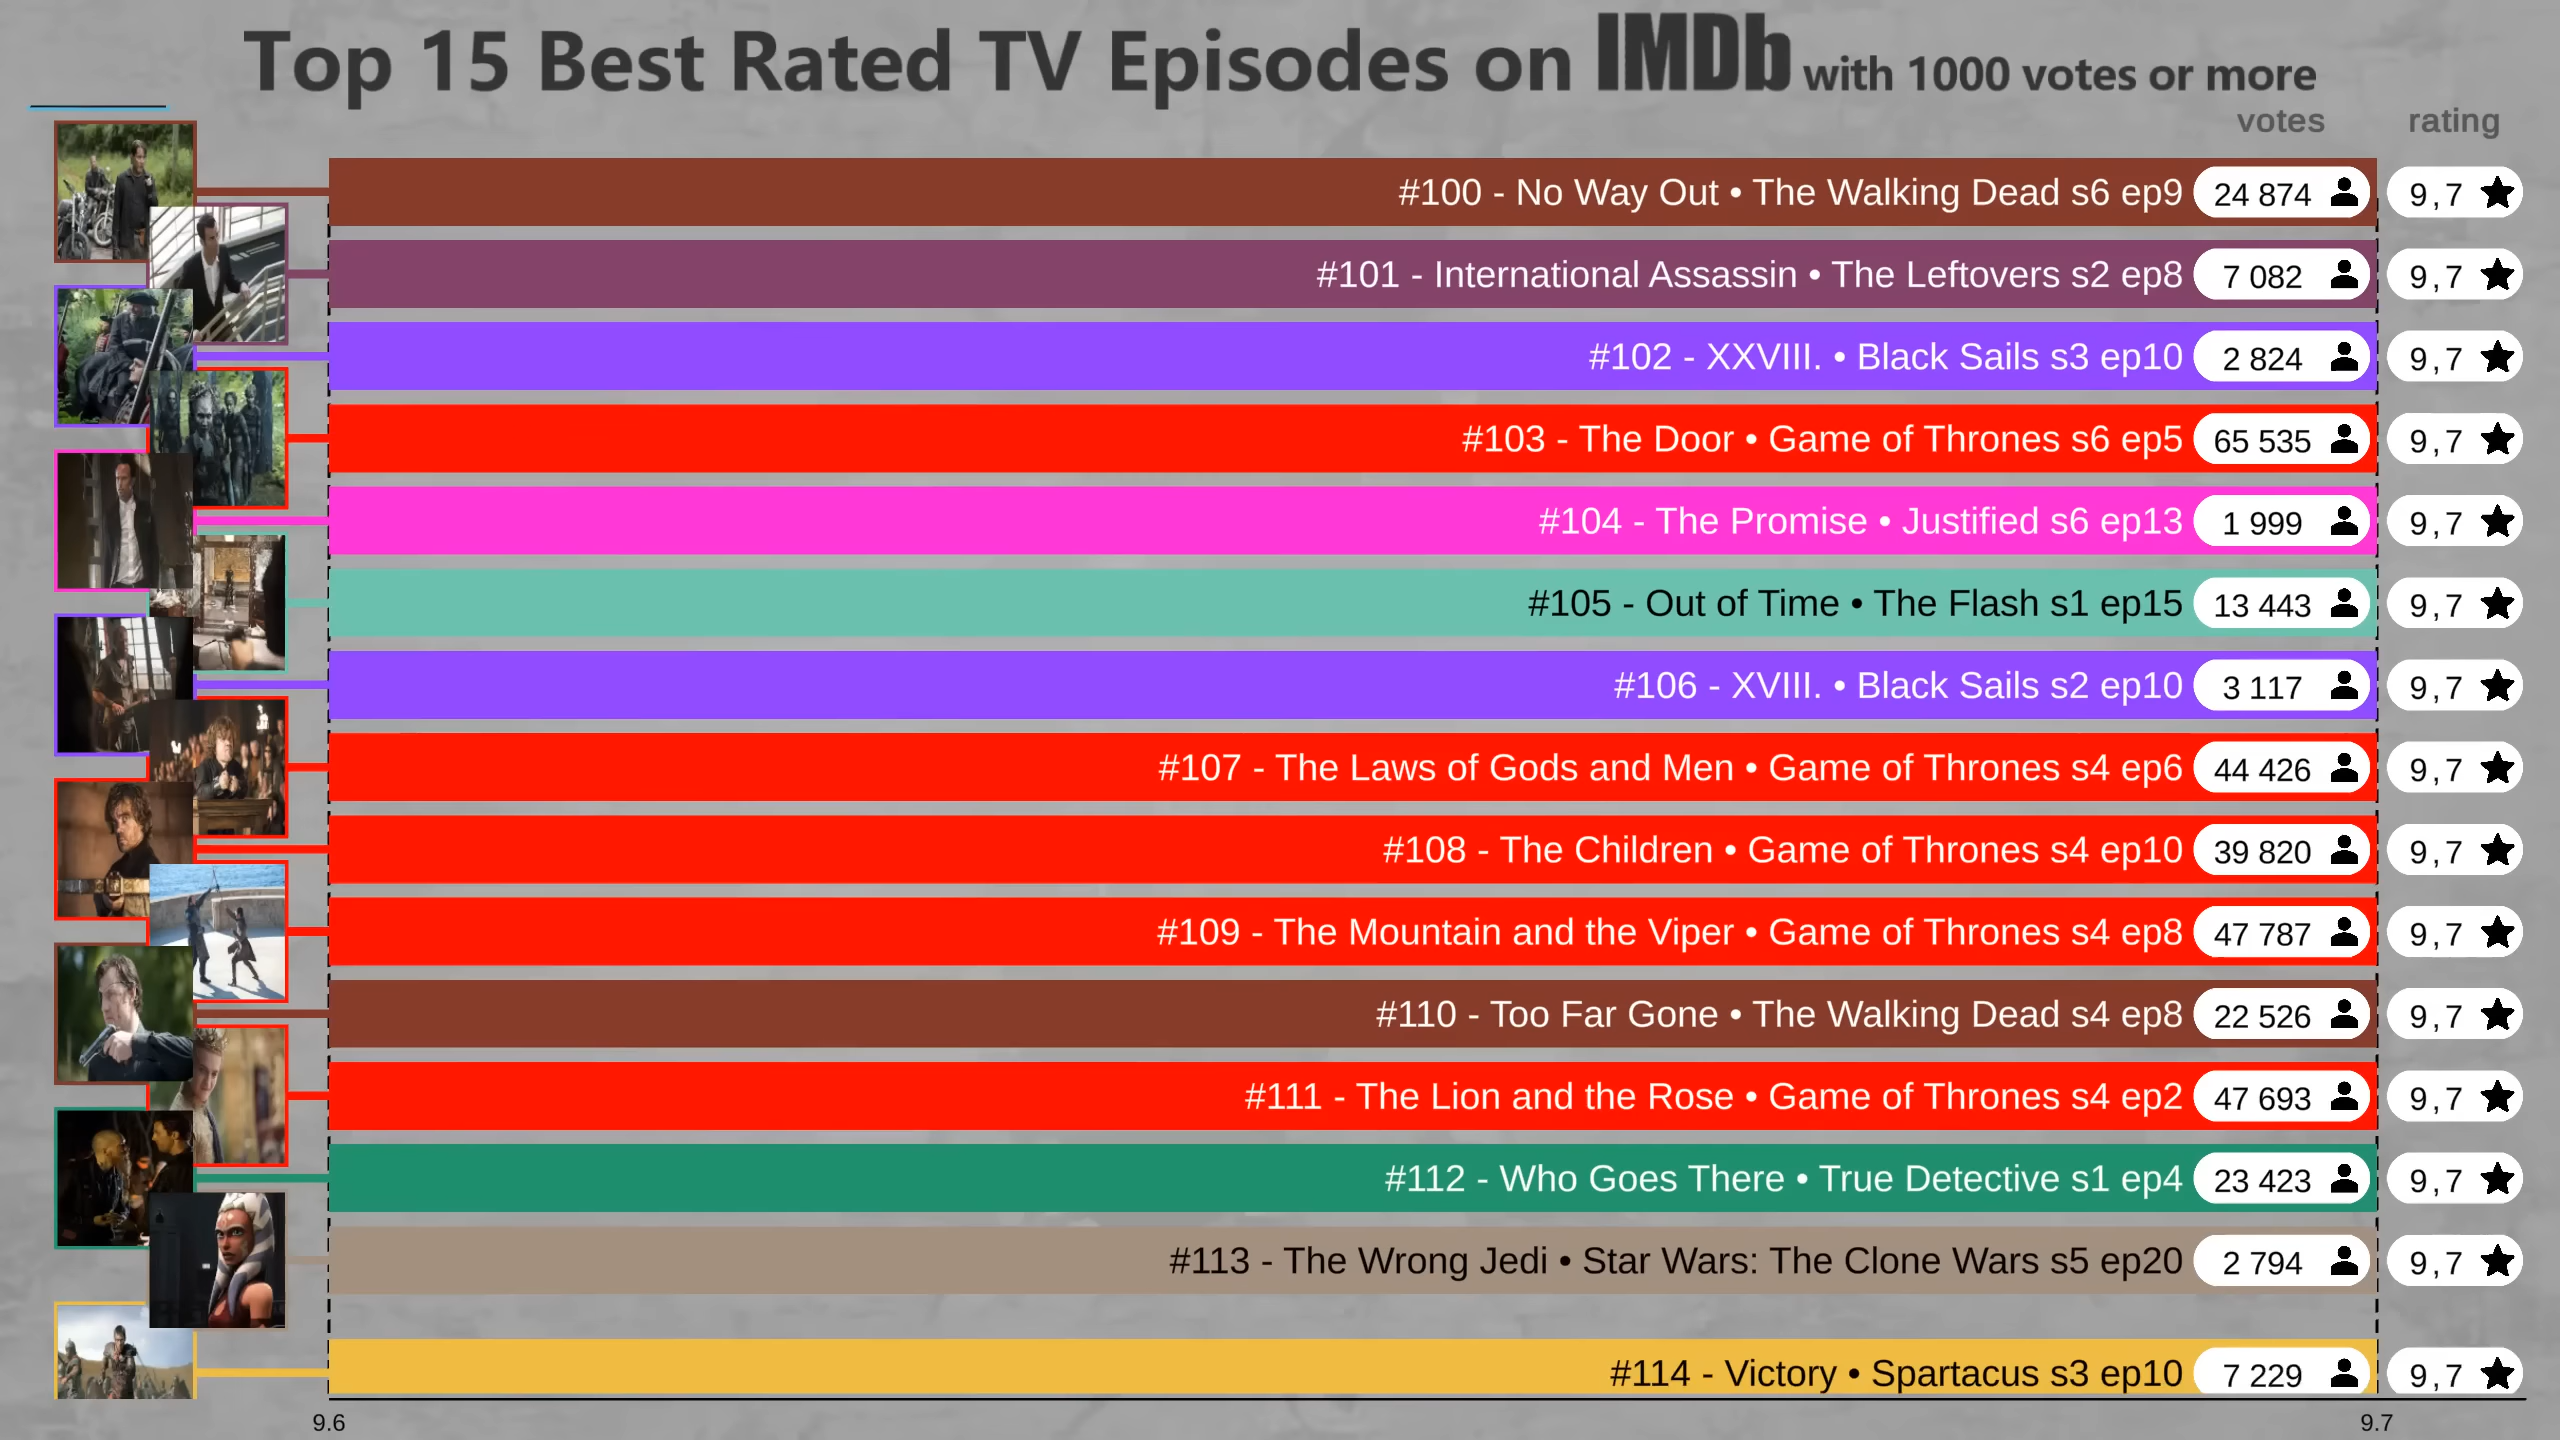 Top 15 Best Rated TV Episodes on IMDb with 1000 votes or more
votes rating
#100 - No Way Out • The Walking Dead s6 ep9 24 874 9,7
#101 - International Assassin • The Leftovers s2 ep8 7 082 9,7
#102 - XXVIII. • Black Sails s3 ep10 2 824 9,7
#103 - The Door • Game of Thrones s6 ep5 65 535 9,7
#104 - The Promise • Justified s6 ep13 1 999 9,7
#105 - Out of Time • The Flash s1 ep15 13 443 9,7
#106 - XVIII. • Black Sails s2 ep10 3 117 9,7
#107 - The Laws of Gods and Men • Game of Thrones s4 ep6 44 426 9,7
#108 - The Children • Game of Thrones s4 ep10 39 820 9,7
#109 - The Mountain and the Viper • Game of Thrones s4 ep8 47 787 9,7
#110 - Too Far Gone • The Walking Dead s4 ep8 22 526 9,7
#111 - The Lion and the Rose • Game of Thrones s4 ep2 47 693 9,7
#112 - Who Goes There • True Detective s1 ep4 23 423 9,7
#113 - The Wrong Jedi • Star Wars: The Clone Wars s5 ep20 2 794 9,7
#114 - Victory • Spartacus s3 ep10 7 229 9,7
9.6 9.7